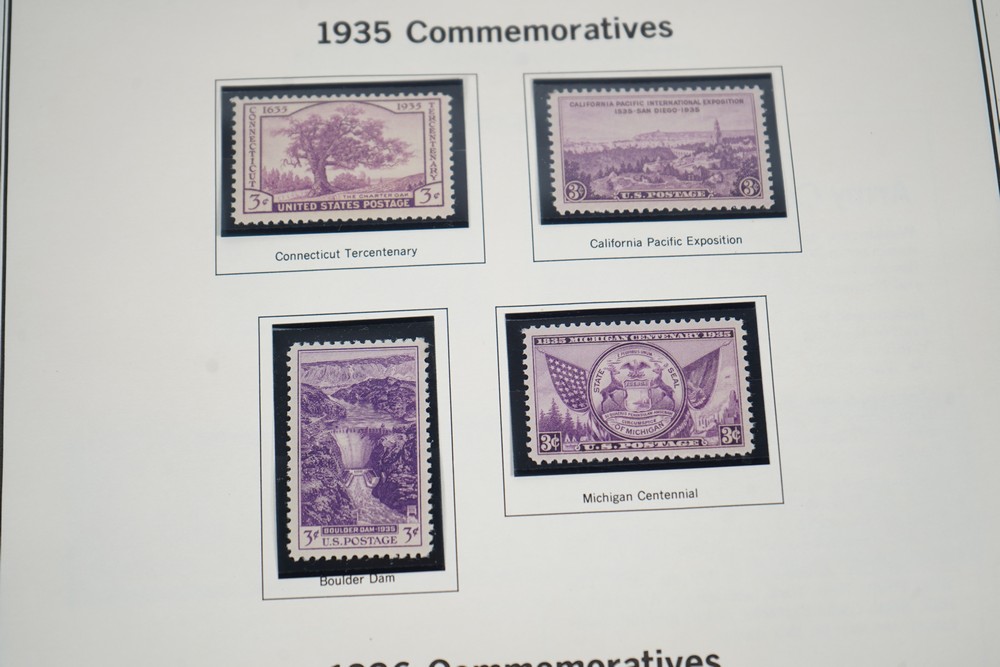 1935 Commemoratives
CONNECTICUT
1635 1935
TERCENTENARY
THE CHARTER OAK
3¢ 3¢
UNITED STATES POSTAGE
Connecticut Tercentenary
CALIFORNIA PACIFIC INTERNATIONAL EXPOSITION
1535-SAN DIEGO-1935
3¢ U.S. POSTAGE 3¢
California Pacific Exposition
3¢ BOULDER DAM-1935 3¢
U.S. POSTAGE
Boulder Dam
1835 MICHIGAN CENTENARY 1935
STATE SEAL
OF MICHIGAN
3¢ U.S. POSTAGE 3¢
Michigan Centennial
1936 Commemoratives